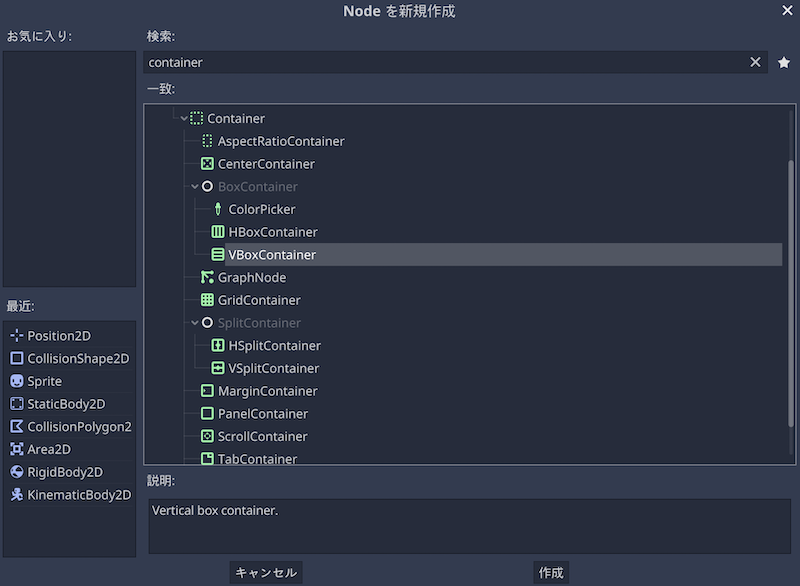 Node を新規作成
お気に入り:
検索:
container
一致:
Container
AspectRatioContainer
CenterContainer
BoxContainer
ColorPicker
HBoxContainer
VBoxContainer
GraphNode
GridContainer
SplitContainer
HSplitContainer
VSplitContainer
MarginContainer
PanelContainer
ScrollContainer
TabContainer
最近:
Position2D
CollisionShape2D
Sprite
StaticBody2D
CollisionPolygon2
Area2D
RigidBody2D
KinematicBody2D
説明:
Vertical box container.
キャンセル
作成